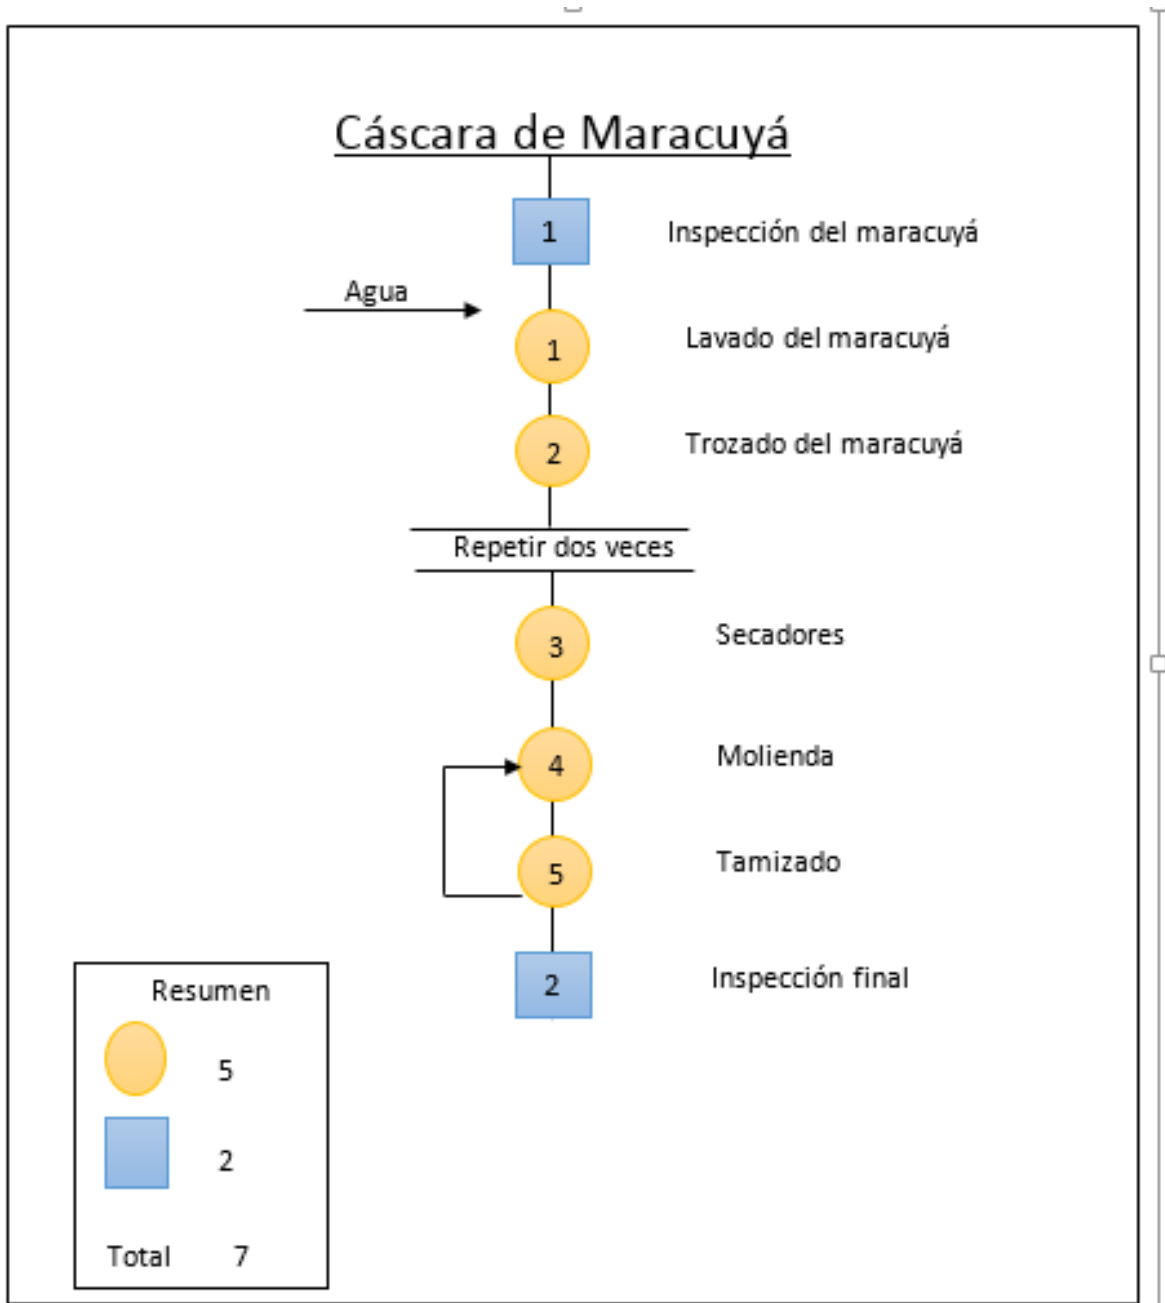 Cáscara de Maracuyá
1
Inspección del maracuyá
Agua
1
Lavado del maracuyá
2
Trozado del maracuyá
Repetir dos veces
3
Secadores
4
Molienda
5
Tamizado
2
Inspección final
Resumen
5
2
Total 7